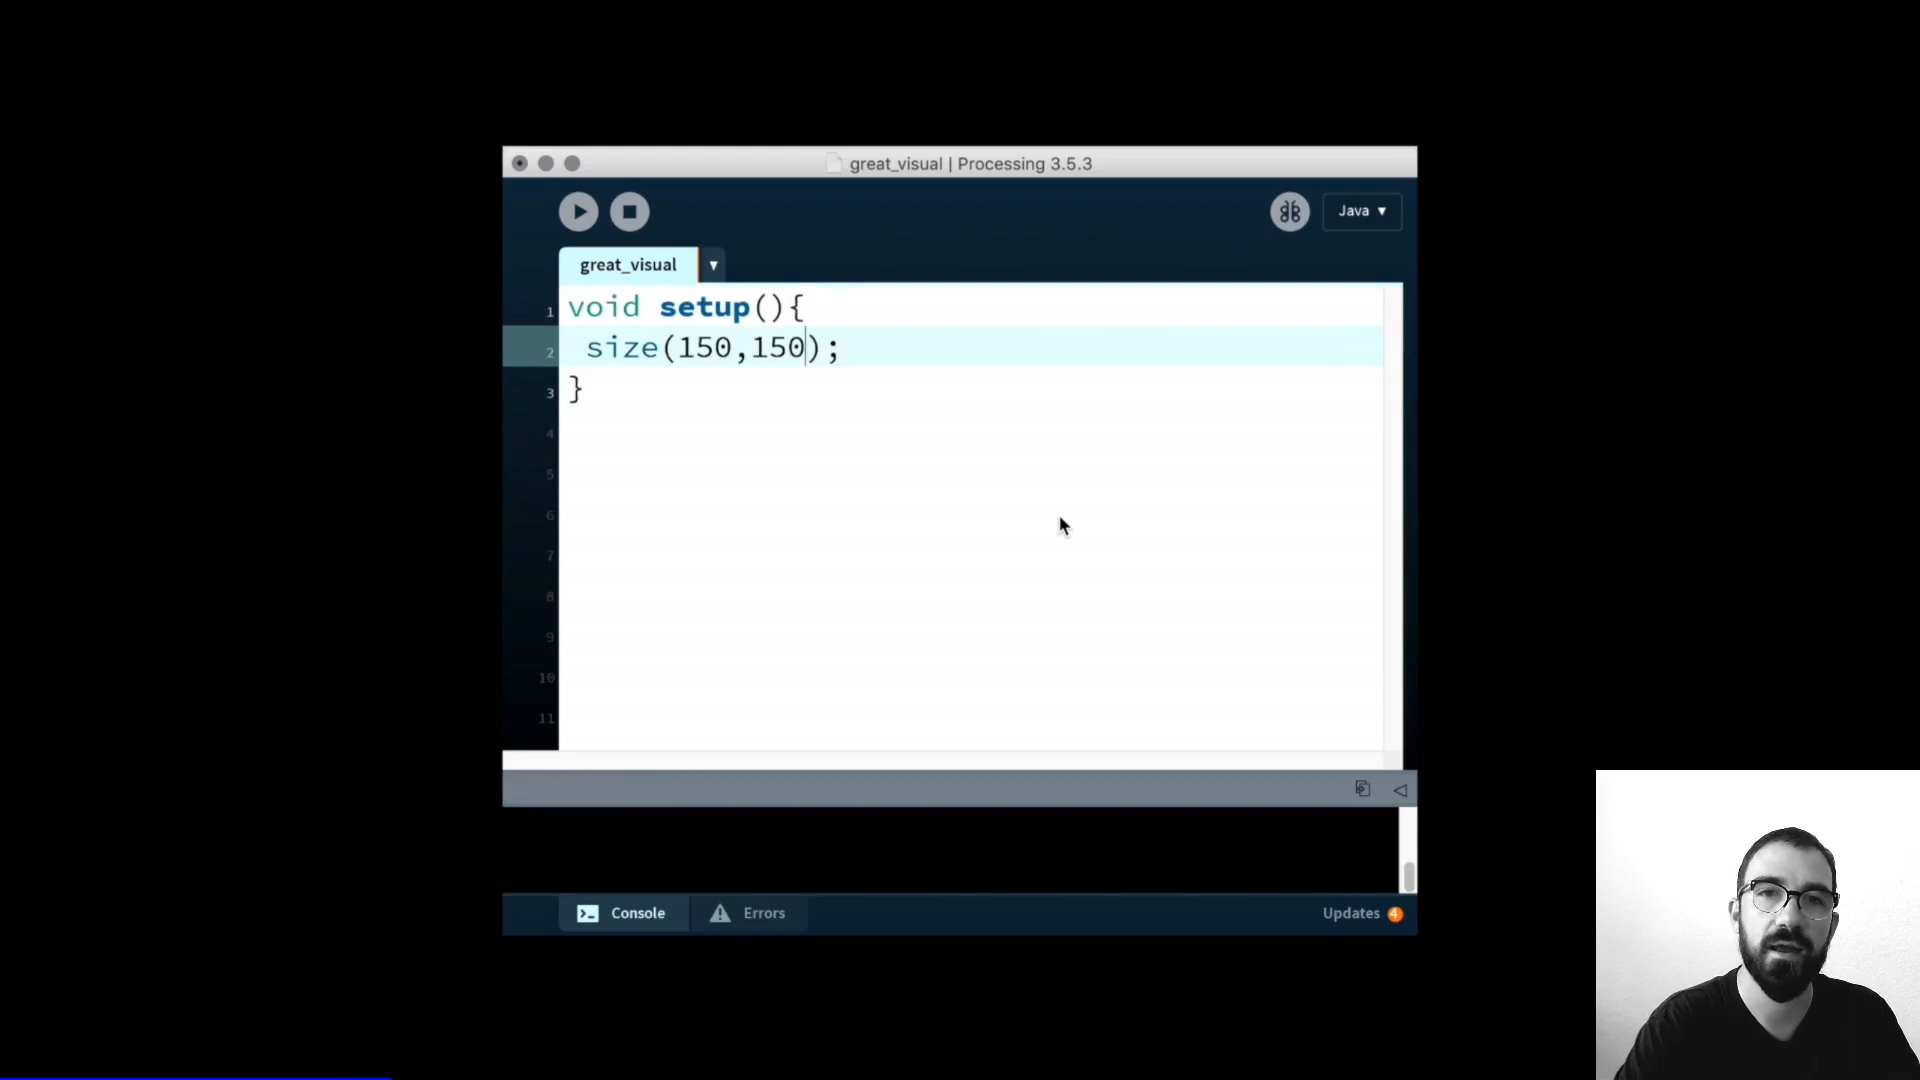 great_visual | Processing 3.5.3
Java ▾
great_visual ▾
1 void setup(){
2 size(150,150);
3 }
4
5
6
7
8
9
10
11
Console Errors Updates 4